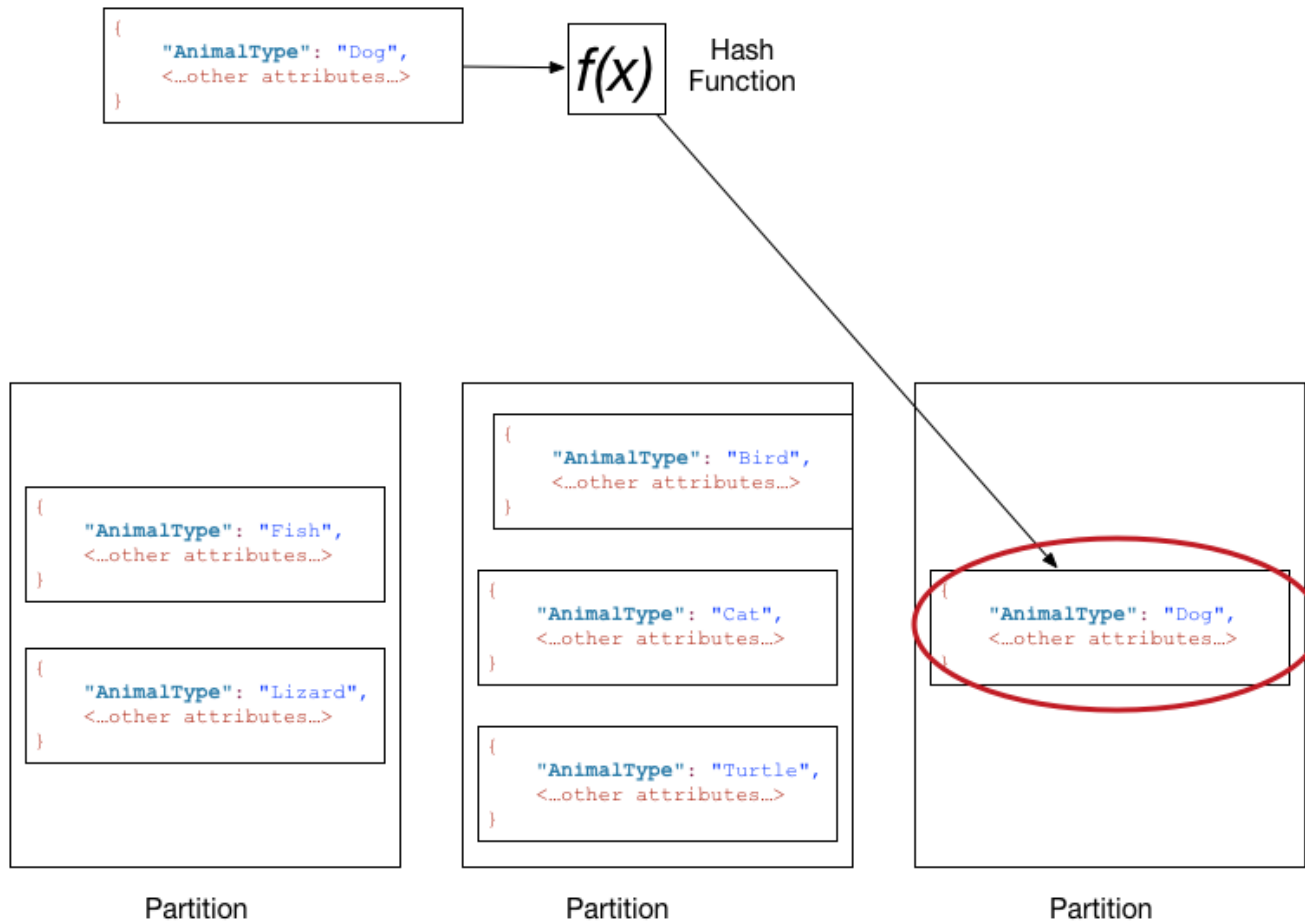 {
"AnimalType": "Dog",
<…other attributes…>
}
f(x)
Hash
Function
{
"AnimalType": "Fish",
<…other attributes…>
}
{
"AnimalType": "Lizard",
<…other attributes…>
}
Partition
{
"AnimalType": "Bird",
<…other attributes…>
}
{
"AnimalType": "Cat",
<…other attributes…>
}
{
"AnimalType": "Turtle",
<…other attributes…>
}
Partition
{
"AnimalType": "Dog",
<…other attributes…>
}
Partition